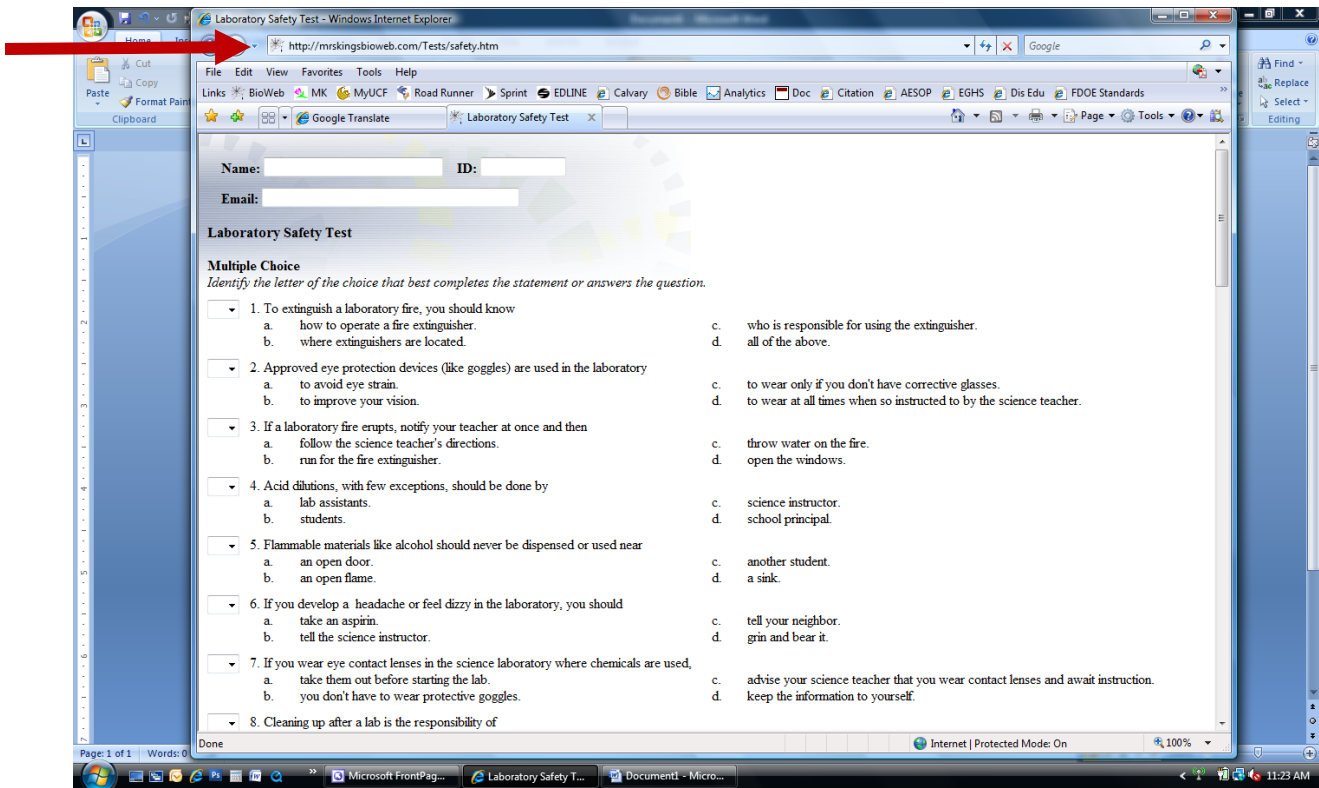 Laboratory Safety Test - Windows Internet Explorer
Home
Cut
Copy
Paste
Format Paint
Clipboard
http://mrskingsbioweb.com/Tests/safety.htm
Google
File Edit View Favorites Tools Help
Links BioWeb MK MyUCF Road Runner Sprint EDLINE Calvary Bible Analytics Doc Citation AESOP EGHS Dis Edu FDOE Standards
Google Translate Laboratory Safety Test X
Page Tools
Find
Replace
Select
Editing
Name: ID:
Email:
Laboratory Safety Test
Multiple Choice
Identify the letter of the choice that best completes the statement or answers the question.
1. To extinguish a laboratory fire, you should know
a. how to operate a fire extinguisher. c. who is responsible for using the extinguisher.
b. where extinguishers are located. d. all of the above.
2. Approved eye protection devices (like goggles) are used in the laboratory
a. to avoid eye strain. c. to wear only if you don't have corrective glasses.
b. to improve your vision. d. to wear at all times when so instructed to by the science teacher.
3. If a laboratory fire erupts, notify your teacher at once and then
a. follow the science teacher's directions. c. throw water on the fire.
b. run for the fire extinguisher. d. open the windows.
4. Acid dilutions, with few exceptions, should be done by
a. lab assistants. c. science instructor.
b. students. d. school principal.
5. Flammable materials like alcohol should never be dispensed or used near
a. an open door. c. another student.
b. an open flame. d. a sink.
6. If you develop a headache or feel dizzy in the laboratory, you should
a. take an aspirin. c. tell your neighbor.
b. tell the science instructor. d. grin and bear it.
7. If you wear eye contact lenses in the science laboratory where chemicals are used,
a. take them out before starting the lab. c. advise your science teacher that you wear contact lenses and await instruction.
b. you don't have to wear protective goggles. d. keep the information to yourself.
8. Cleaning up after a lab is the responsibility of
Done Internet | Protected Mode: On 100%
Page: 1 of 1 Words: 0
Microsoft FrontPag... Laboratory Safety T... Document1 - Micro... 11:23 AM